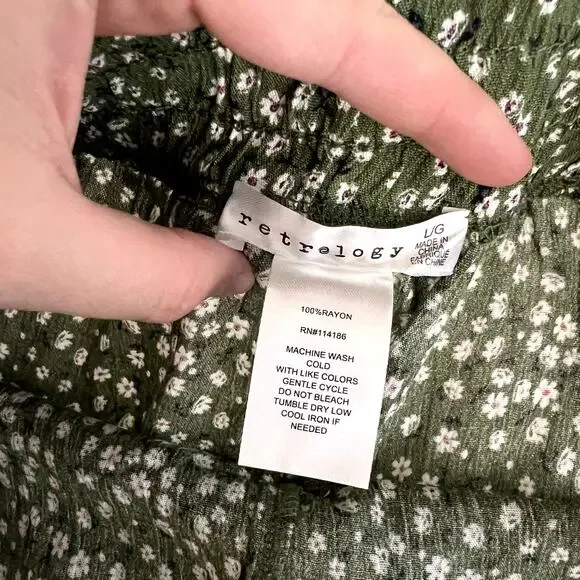 retrology
L/G
MADE IN
CHINA
FABRIQUE
EN CHINE
100%RAYON
RN#114186
MACHINE WASH
COLD
WITH LIKE COLORS
GENTLE CYCLE
DO NOT BLEACH
TUMBLE DRY LOW
COOL IRON IF
NEEDED